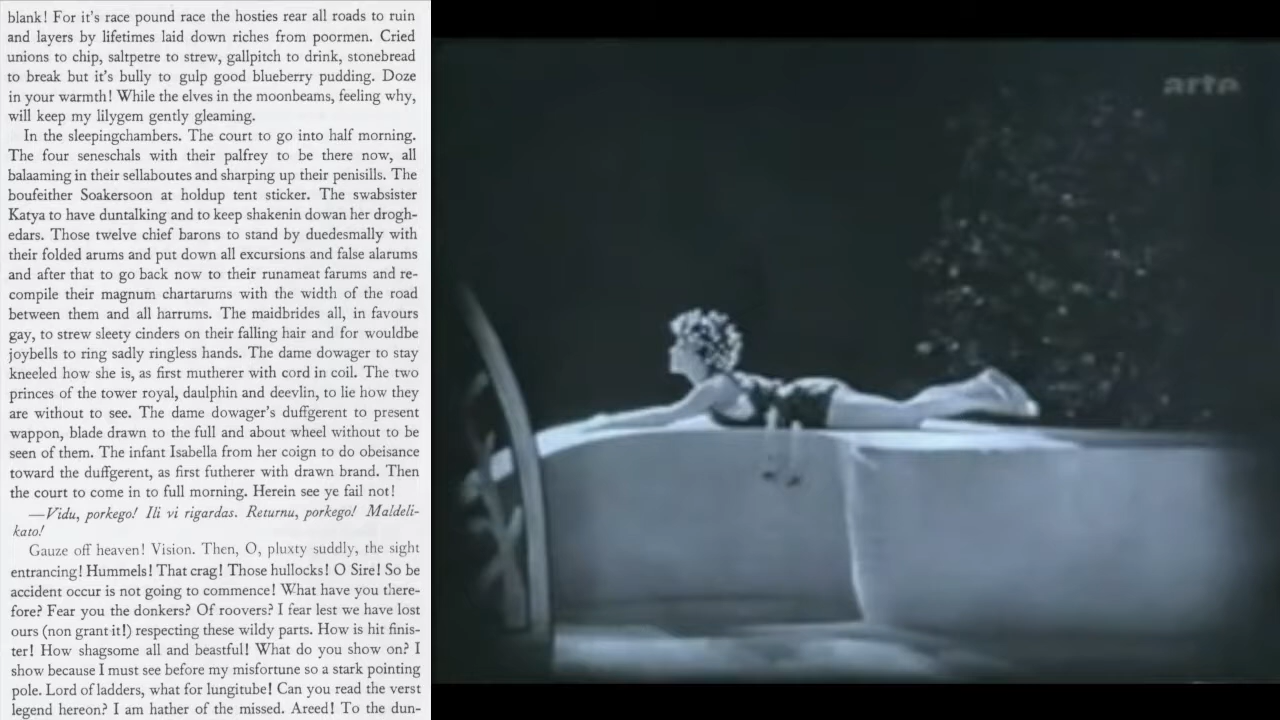 blank! For it's race pound race the hosties rear all roads to ruin
and layers by lifetimes laid down riches from poormen. Cried
unions to chip, saltpetre to strew, gallpitch to drink, stonebread
to break but it's bully to gulp good blueberry pudding. Doze
in your warmth! While the elves in the moonbeams, feeling why,
will keep my lilygem gently gleaming.
In the sleepingchambers. The court to go into half morning.
The four seneschals with their palfrey to be there now, all
balaaming in their sellaboutes and sharping up their penisills. The
boufeither Soakersoon at holdup tent sticker. The swabsister
Katya to have duntalking and to keep shakenin dowan her drogh-
edars. Those twelve chief barons to stand by duedesmally with
their folded arums and put down all excursions and false alarums
and after that to go back now to their runameat farums and re-
compile their magnum chartarums with the width of the road
between them and all harrums. The maidbrides all, in favours
gay, to strew sleety cinders on their falling hair and for wouldbe
joybells to ring sadly ringless hands. The dame dowager to stay
kneeled how she is, as first mutherer with cord in coil. The two
princes of the tower royal, daulphin and deevlin, to lie how they
are without to see. The dame dowager's duffgerent to present
wappon, blade drawn to the full and about wheel without to be
seen of them. The infant Isabella from her coign to do obeisance
toward the duffgerent, as first futherer with drawn brand. Then
the court to come in to full morning. Herein see ye fail not!
—Vidu, porkego! Ili vi rigardas. Returnu, porkego! Maldeli-
kato!
Gauze off heaven! Vision. Then, O, pluxty suddly, the sight
entrancing! Hummels! That crag! Those hullocks! O Sire! So be
accident occur is not going to commence! What have you there-
fore? Fear you the donkers? Of roovers? I fear lest we have lost
ours (non grant it!) respecting these wildy parts. How is hit finis-
ter! How shagsome all and beastful! What do you show on? I
show because I must see before my misfortune so a stark pointing
pole. Lord of ladders, what for lungitube! Can you read the verst
legend hereon? I am hather of the missed. Areed! To the dun-
arte